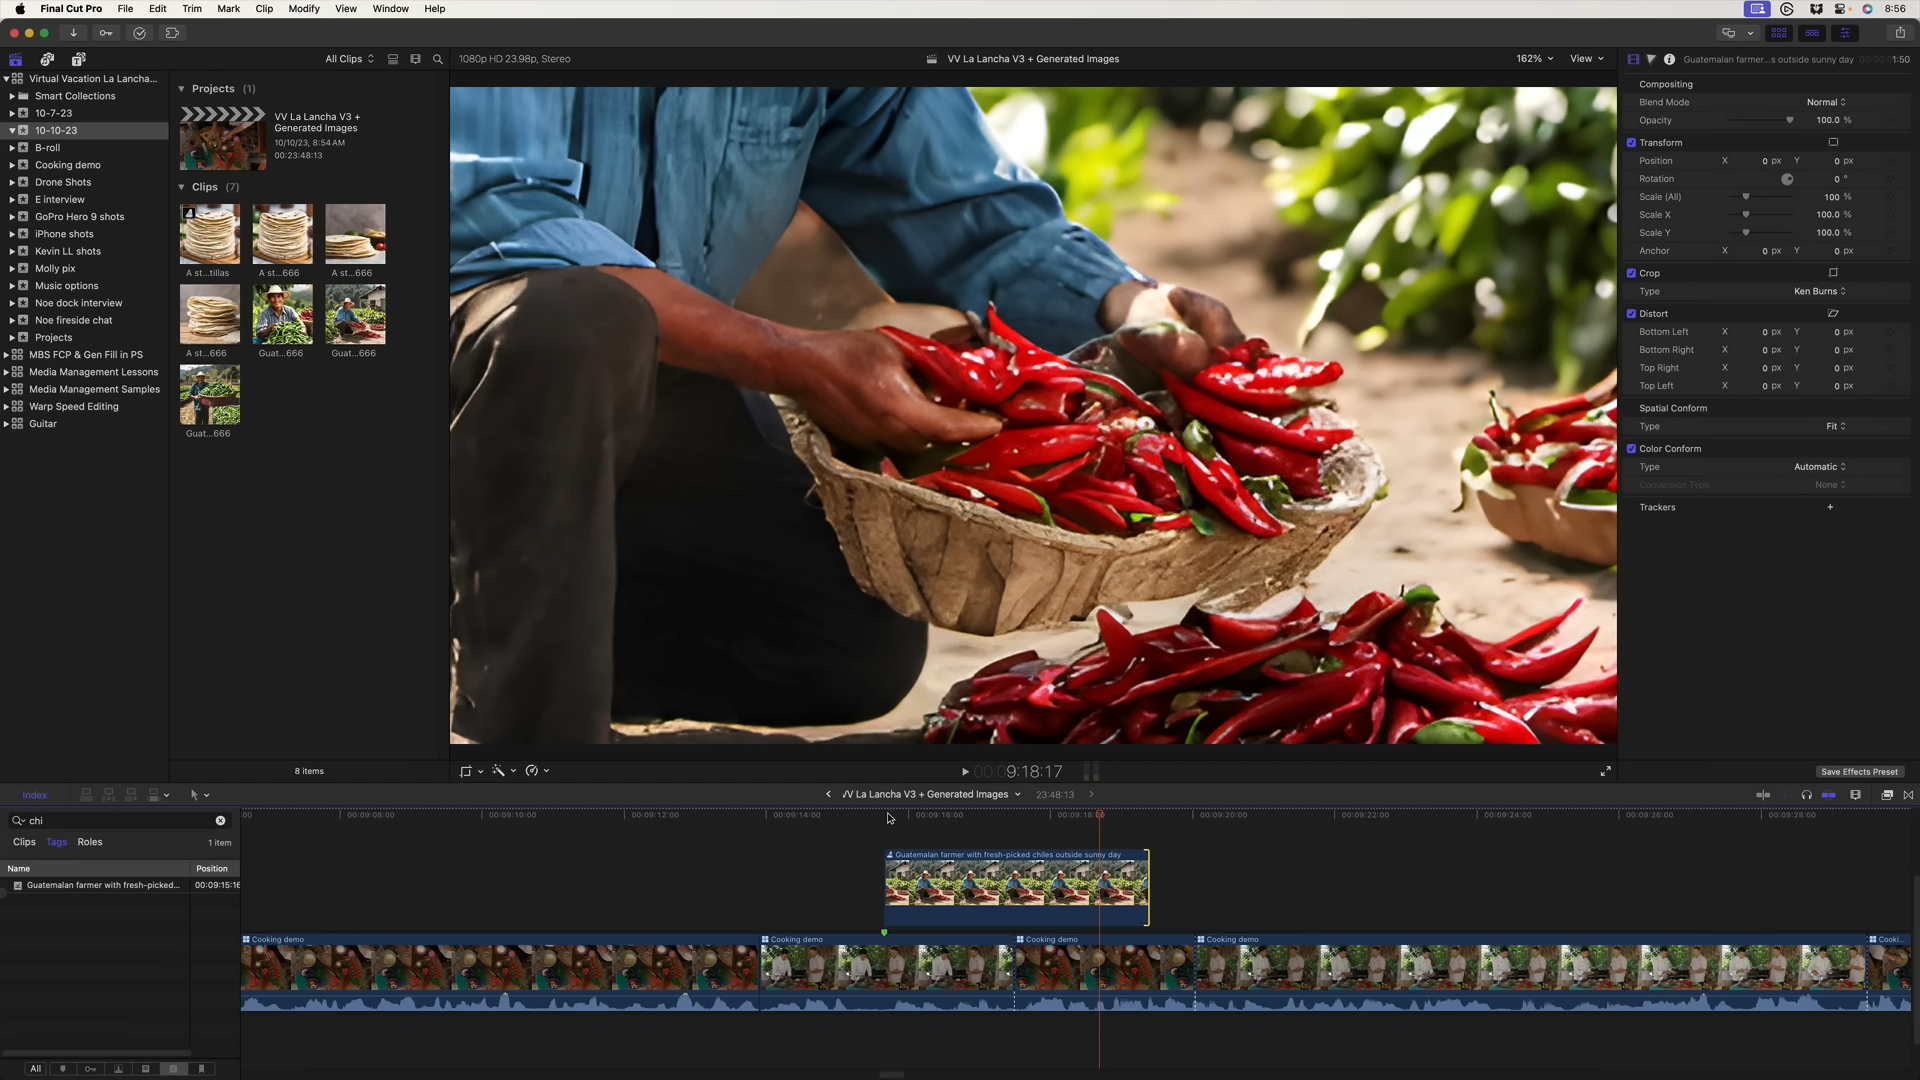 Final Cut Pro File Edit Trim Mark Clip Modify View Window Help 8:56
All Clips
1080p HD 23.98p, Stereo
VV La Lancha V3 + Generated Images
162% View
Guatemalan farmer...s outside sunny day
1:50
Virtual Vacation La Lancha...
Smart Collections
10-7-23
10-10-23
B-roll
Cooking demo
Drone Shots
E interview
GoPro Hero 9 shots
iPhone shots
Kevin LL shots
Molly pix
Music options
Noe dock interview
Noe fireside chat
Projects
MBS FCP & Gen Fill in PS
Media Management Lessons
Media Management Samples
Warp Speed Editing
Guitar
Projects (1)
VV La Lancha V3 +
Generated Images
10/10/23, 8:54 AM
00:23:48:13
Clips (7)
A st...tillas A st...666 A st...666
A st...666 Guat...666 Guat...666
Guat...666
8 items
Compositing
Blend Mode Normal
Opacity 100.0 %
Transform
Position X 0 px Y 0 px
Rotation 0 °
Scale (All) 100 %
Scale X 100.0 %
Scale Y 100.0 %
Anchor X 0 px Y 0 px
Crop
Type Ken Burns
Distort
Bottom Left X 0 px Y 0 px
Bottom Right X 0 px Y 0 px
Top Right X 0 px Y 0 px
Top Left X 0 px Y 0 px
Spatial Conform
Type Fit
Color Conform
Type Automatic
Conversion Type None
Trackers +
Save Effects Preset
00:09:18:17
Index
VV La Lancha V3 + Generated Images 23:48:13
chi
Clips Tags Roles 1 item
Name Position
Guatemalan farmer with fresh-picked... 00:09:15:16
All
00:09:08:00 00:09:10:00 00:09:12:00 00:09:14:00 00:09:16:00 00:09:18:00 00:09:20:00 00:09:22:00 00:09:24:00 00:09:26:00 00:09:28:00
Guatemalan farmer with fresh-picked chiles outside sunny day
Cooking demo Cooking demo Cooking demo Cooking demo Cooki...